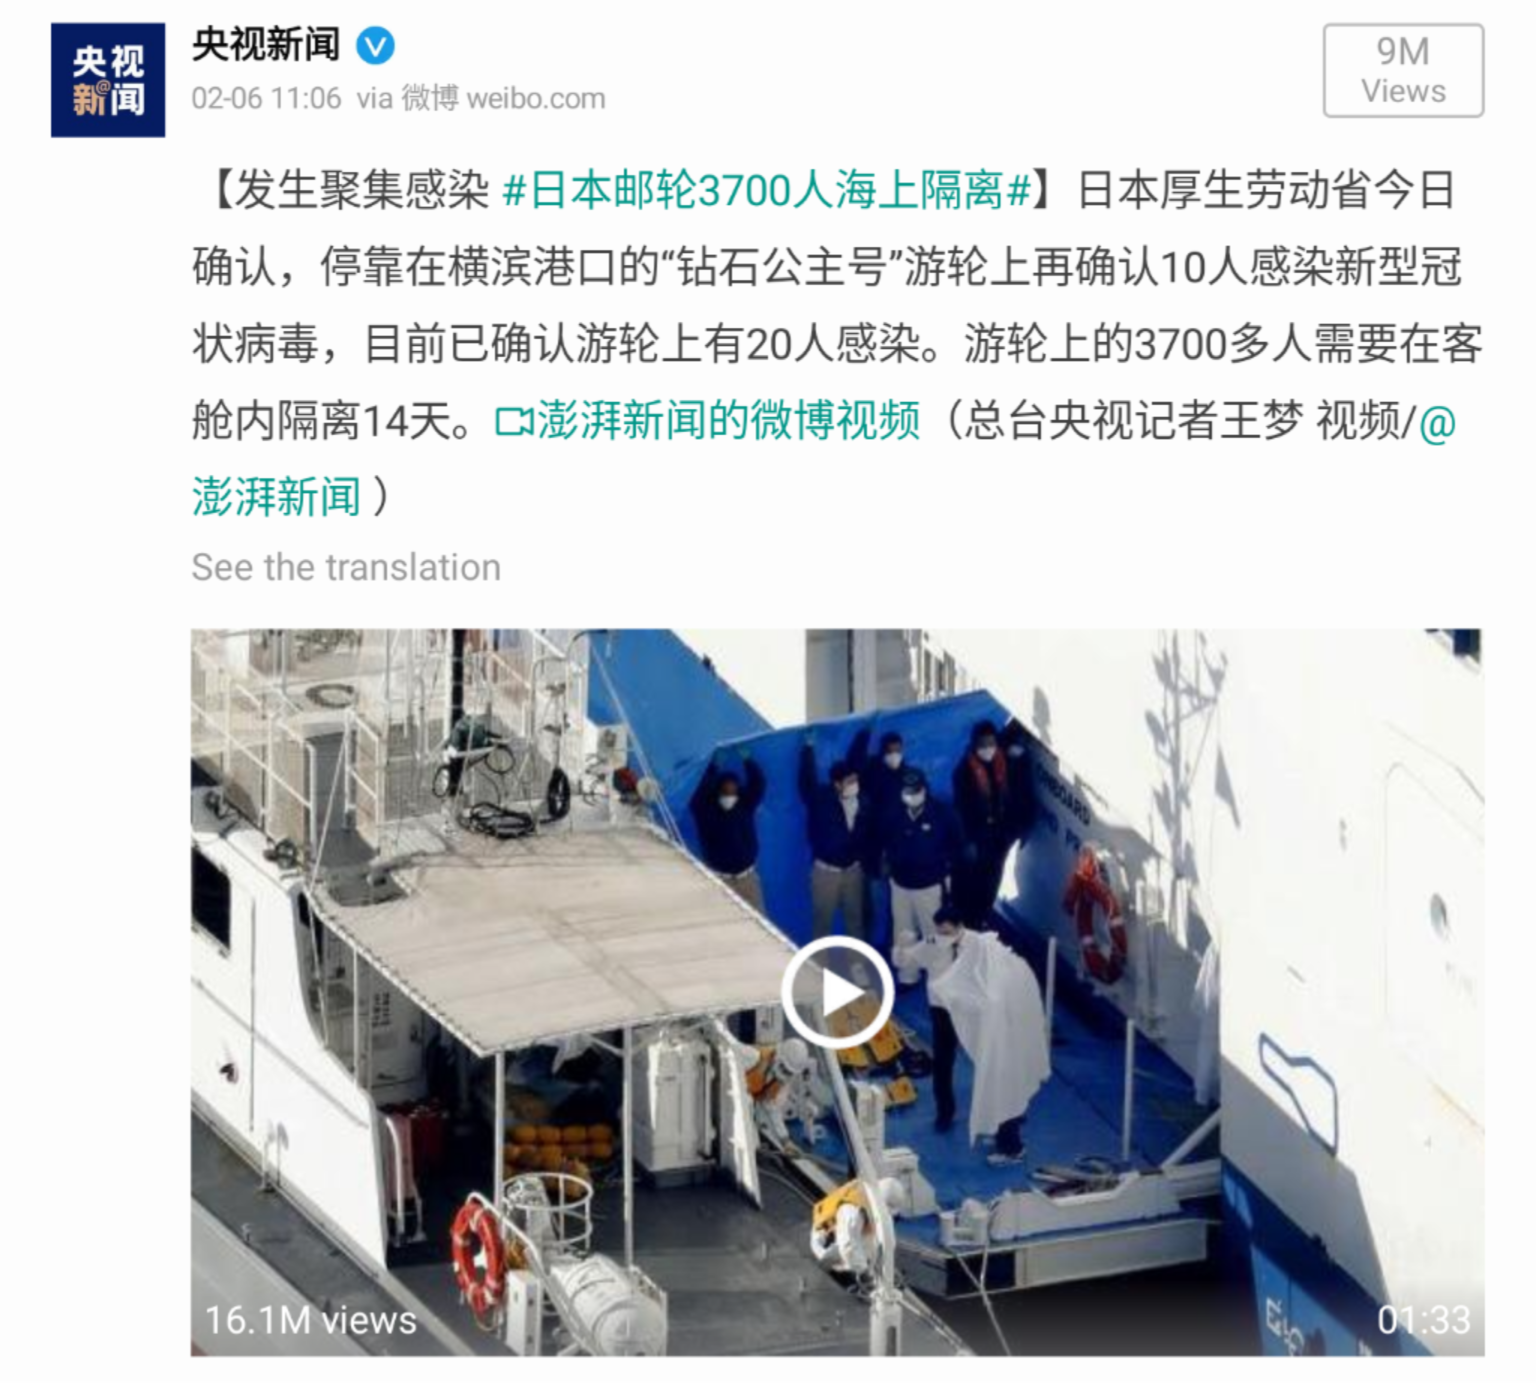 央视
新@闻
央视新闻
02-06 11:06 via 微博 weibo.com
9M
Views
【发生聚集感染 #日本邮轮3700人海上隔离#】日本厚生劳动省今日
确认，停靠在横滨港口的“钻石公主号”游轮上再确认10人感染新型冠
状病毒，目前已确认游轮上有20人感染。游轮上的3700多人需要在客
舱内隔离14天。澎湃新闻的微博视频（总台央视记者王梦 视频/@
澎湃新闻 ）
See the translation
16.1M views
01:33